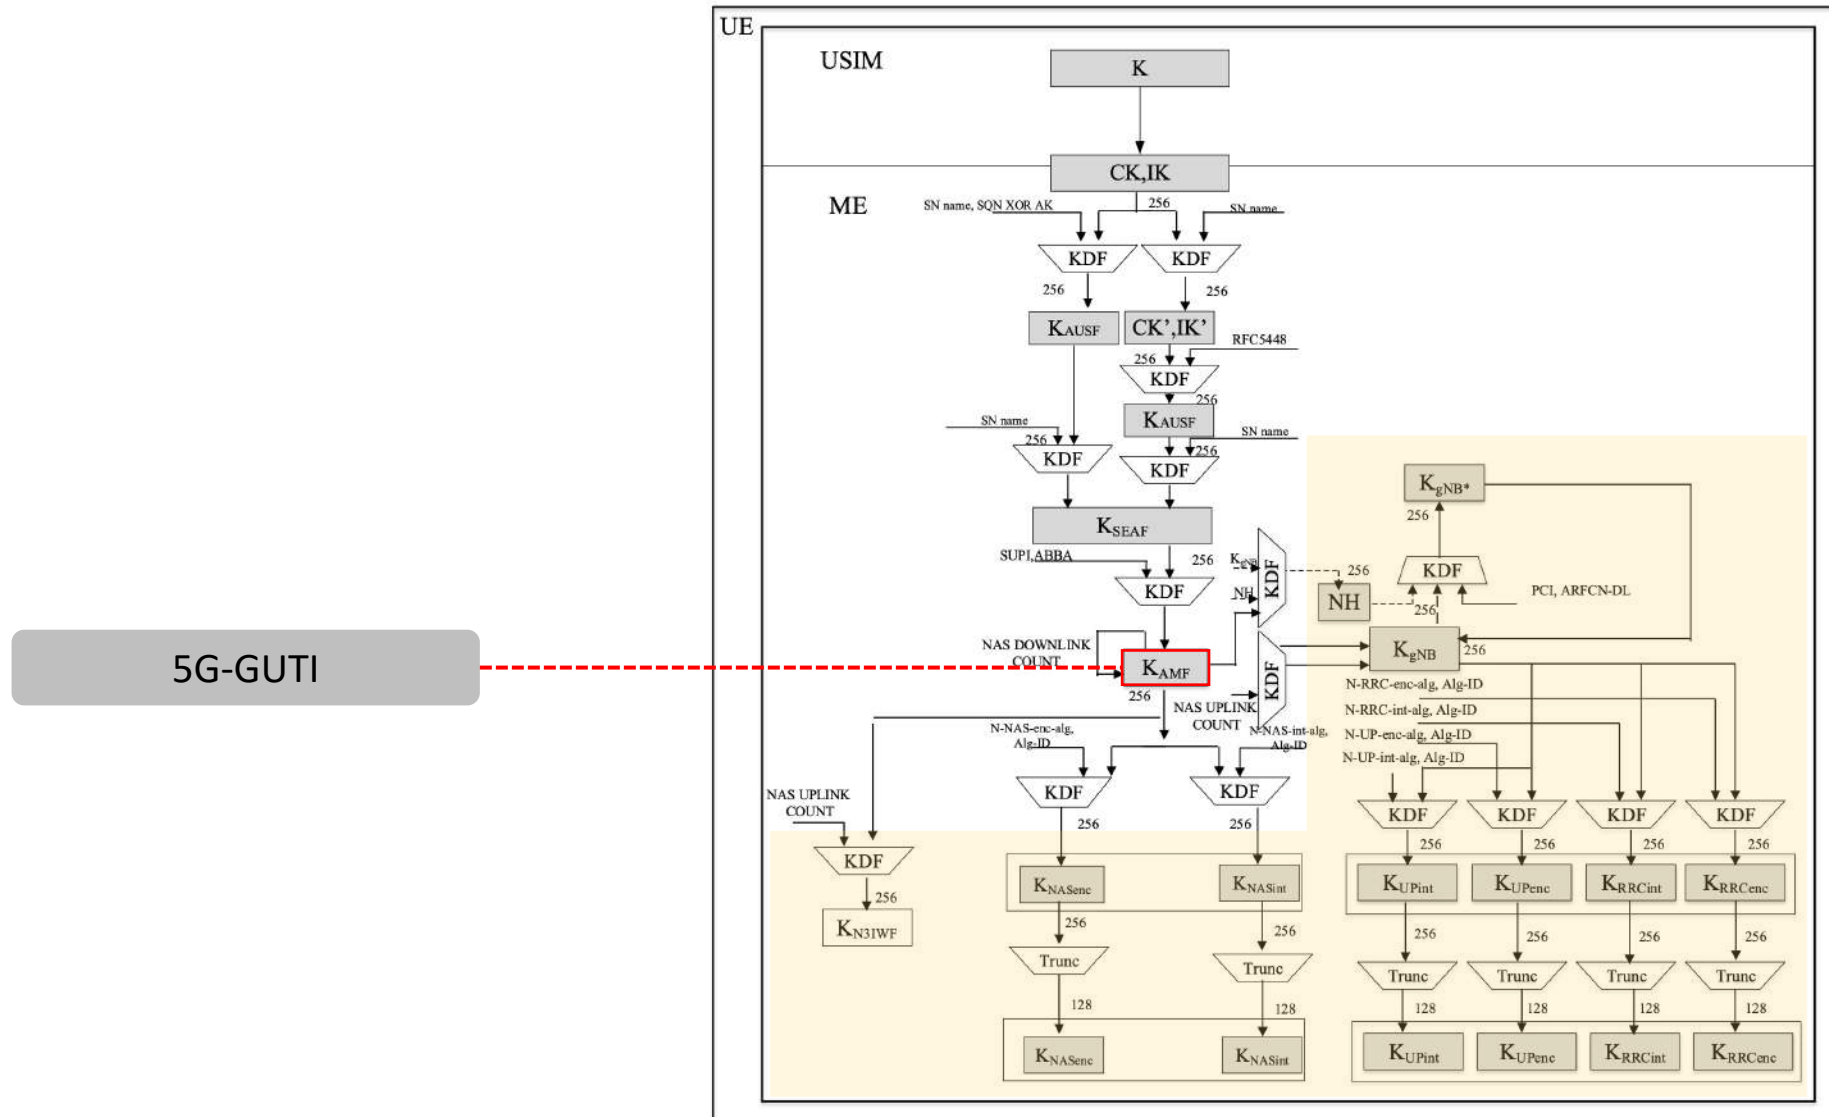 UE
USIM
K
CK,IK
ME
SN name, SQN XOR AK
256
SN name
KDF
KDF
256
256
KAUSF
CK’,IK’
RFC5448
256
KDF
256
KAUSF
SN name
256
SN name
256
KDF
KDF
KSEAF
SUPI,ABBA
256
KDF
KgNB
NH
KDF
256
NH
KgNB*
256
KDF
PCI, ARFCN-DL
256
5G-GUTI
NAS DOWNLINK
COUNT
KAMF
256
KDF
NAS UPLINK
COUNT
KgNB
256
N-RRC-enc-alg, Alg-ID
N-RRC-int-alg, Alg-ID
N-UP-enc-alg, Alg-ID
N-UP-int-alg, Alg-ID
N-NAS-enc-alg,
Alg-ID
N-NAS-int-alg,
Alg-ID
KDF
KDF
NAS UPLINK
COUNT
KDF
KDF
KDF
KDF
256
256
256
256
256
256
KDF
256
KN3IWF
KNASenc
KNASint
KUPint
KUPenc
KRRCint
KRRCenc
256
256
256
256
256
256
Trunc
Trunc
Trunc
Trunc
Trunc
Trunc
128
128
128
128
128
128
KNASenc
KNASint
KUPint
KUPenc
KRRCint
KRRCenc